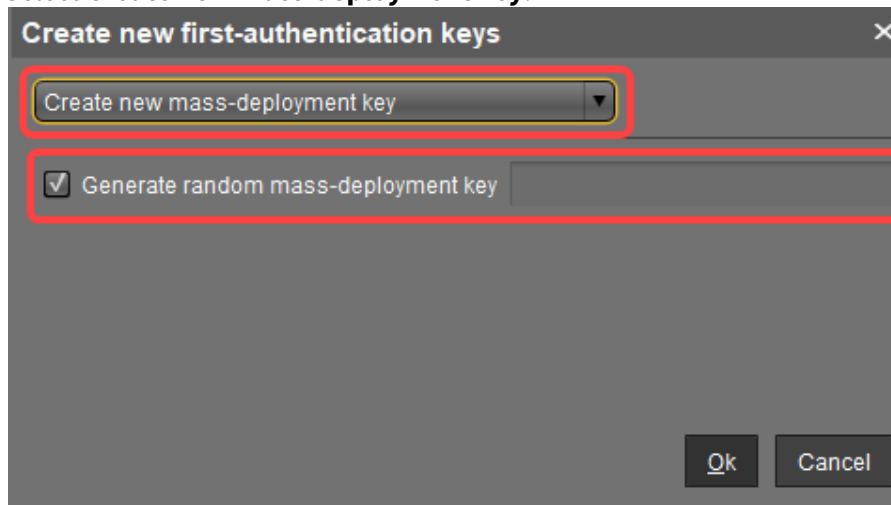 Create new first-authentication keys
Create new mass-deployment key
Generate random mass-deployment key
Ok Cancel